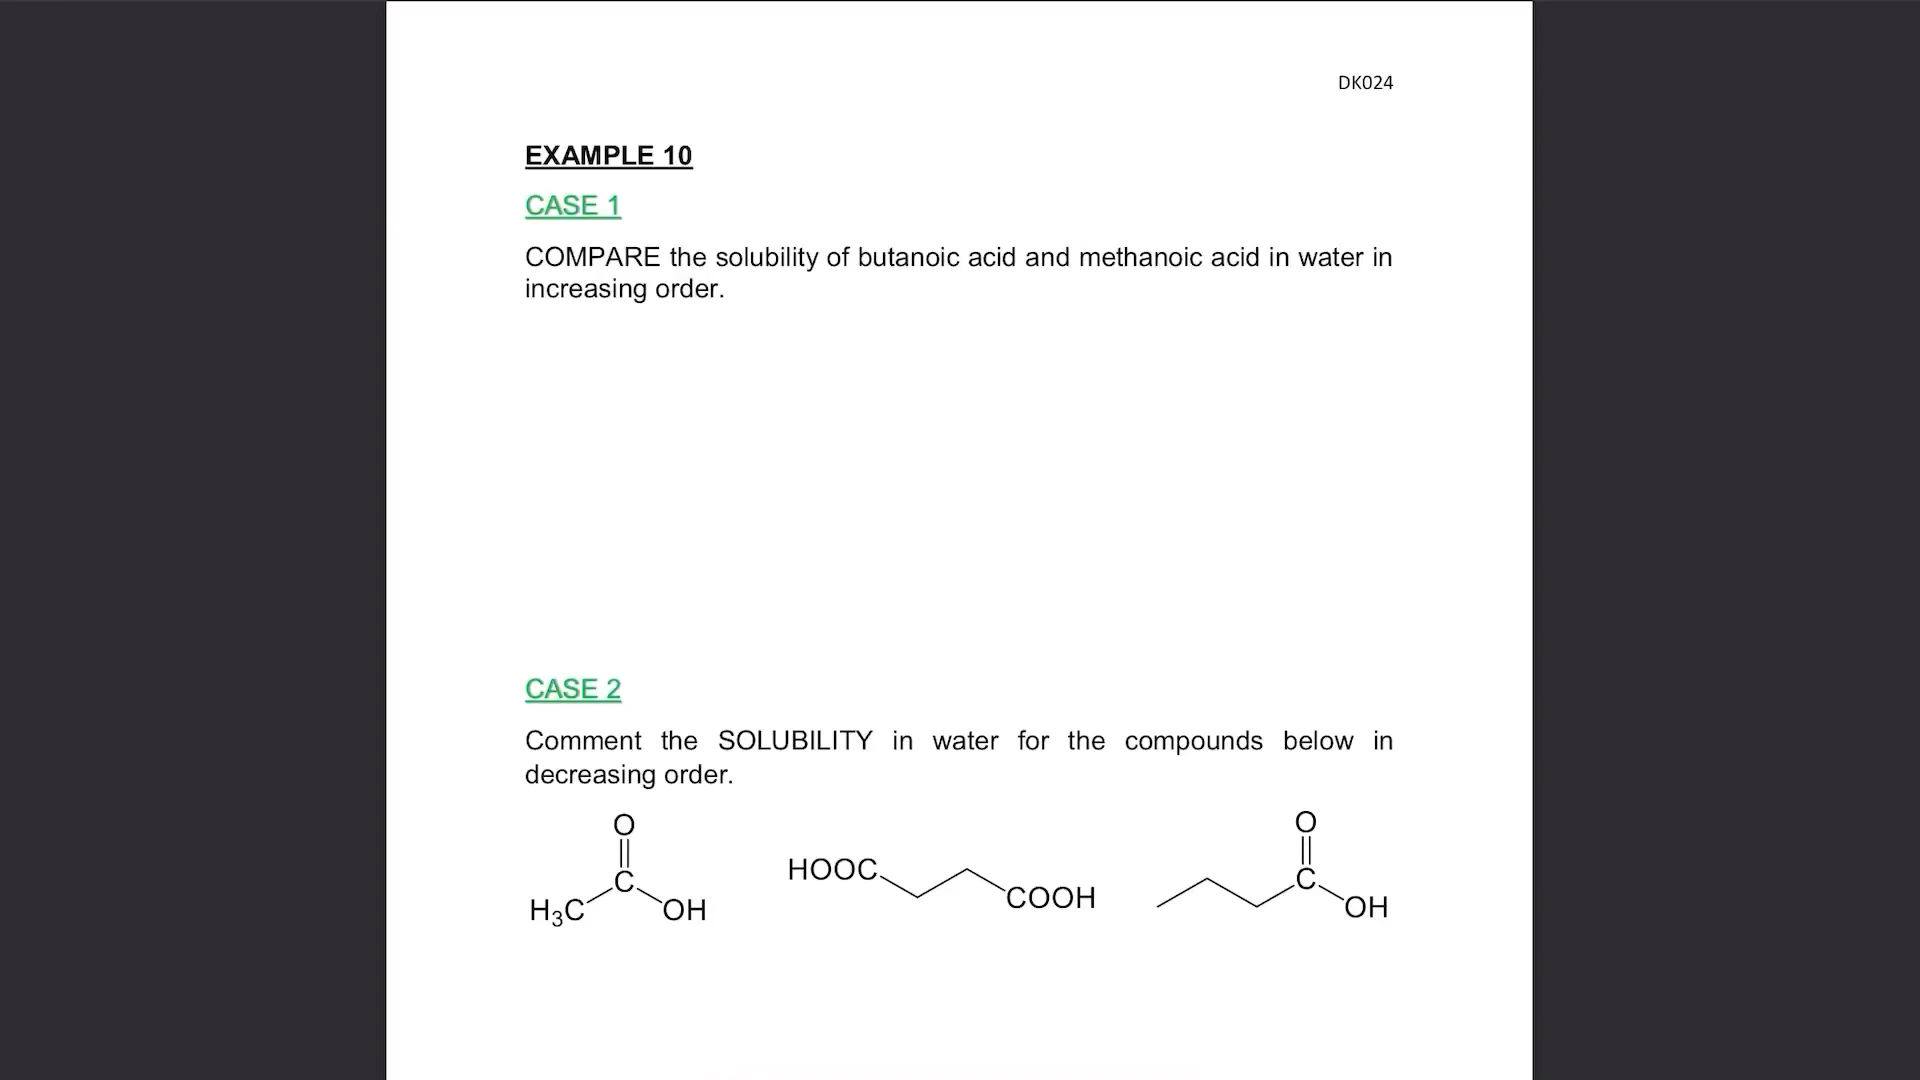 DK024
EXAMPLE 10
CASE 1
COMPARE the solubility of butanoic acid and methanoic acid in water in
increasing order.
CASE 2
Comment the SOLUBILITY in water for the compounds below in
decreasing order.
O
C
H₃C
OH
HOOC
COOH
O
C
OH